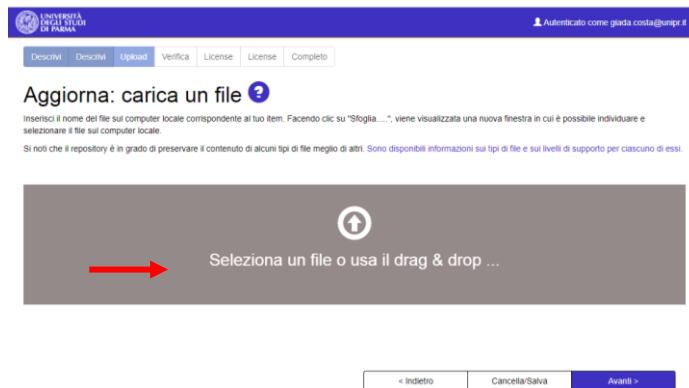 UNIVERSITÀ
DEGLI STUDI
DI PARMA
Autenticato come giada.costa@unipr.it
Descrivi Descrivi Upload Verifica License License Completo
Aggiorna: carica un file ?
Inserisci il nome del file sul computer locale corrispondente al tuo item. Facendo clic su "Sfoglia.....", viene visualizzata una nuova finestra in cui è possibile individuare e
selezionare il file sul computer locale.
Si noti che il repository è in grado di preservare il contenuto di alcuni tipi di file meglio di altri. Sono disponibili informazioni sui tipi di file e sui livelli di supporto per ciascuno di essi.
Seleziona un file o usa il drag & drop ...
< Indietro Cancella/Salva Avanti >